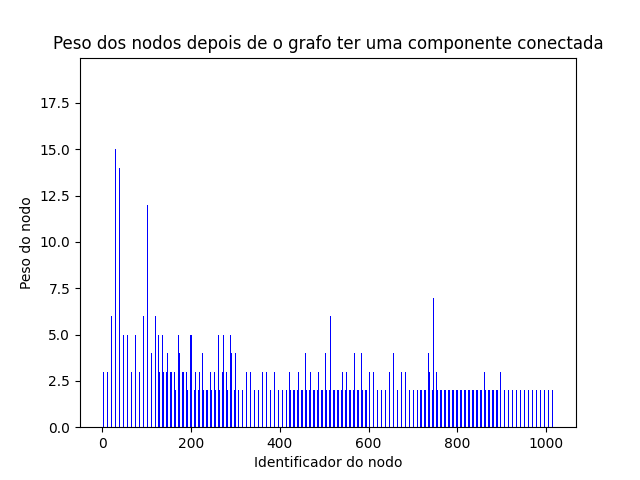 Peso dos nodos depois de o grafo ter uma componente conectada
17.5
15.0
12.5
10.0
7.5
5.0
2.5
0.0
Peso do nodo
0 200 400 600 800 1000
Identificador do nodo